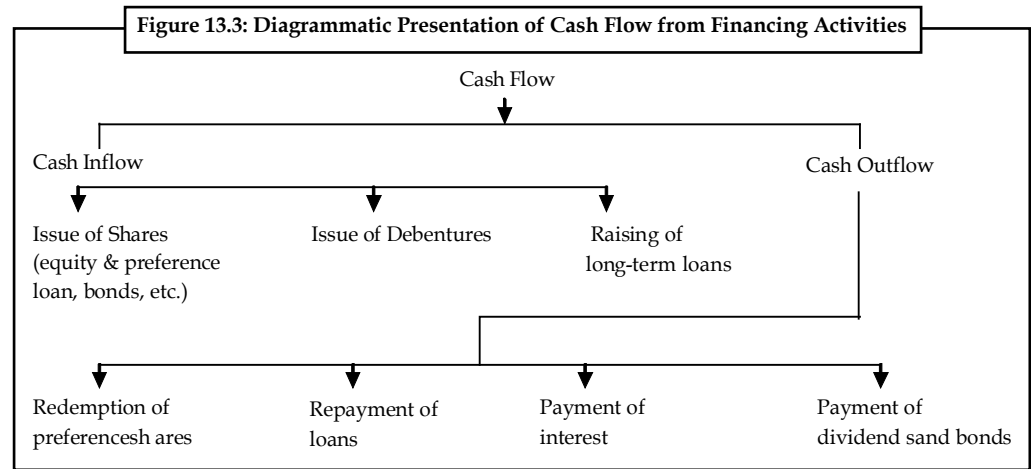 Figure 13.3: Diagrammatic Presentation of Cash Flow from Financing Activities
Cash Flow
Cash Inflow
Cash Outflow
Issue of Shares
(equity & preference
loan, bonds, etc.)
Issue of Debentures
Raising of
long-term loans
Redemption of
preferencesh ares
Repayment of
loans
Payment of
interest
Payment of
dividend sand bonds